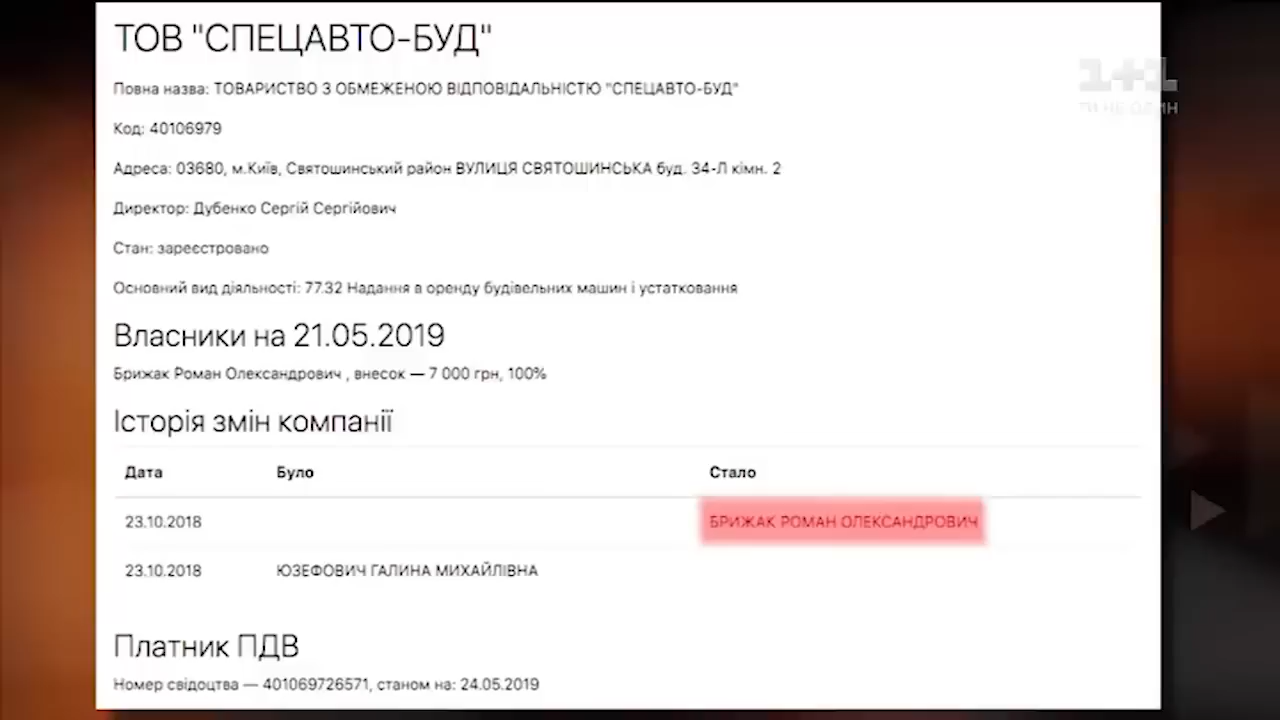 ТОВ "СПЕЦАВТО-БУД"
1+1
ТИ НЕ ОДИН
Повна назва: ТОВАРИСТВО З ОБМЕЖЕНОЮ ВІДПОВІДАЛЬНІСТЮ "СПЕЦАВТО-БУД"
Код: 40106979
Адреса: 03680, м.Київ, Святошинський район ВУЛИЦЯ СВЯТОШИНСЬКА буд. 34-Л кімн. 2
Директор: Дубенко Сергій Сергійович
Стан: зареєстровано
Основний вид діяльності: 77.32 Надання в оренду будівельних машин і устатковання
Власники на 21.05.2019
Брижак Роман Олександрович , внесок — 7 000 грн, 100%
Історія змін компанії
Дата Було Стало
23.10.2018 БРИЖАК РОМАН ОЛЕКСАНДРОВИЧ
23.10.2018 ЮЗЕФОВИЧ ГАЛИНА МИХАЙЛІВНА
Платник ПДВ
Номер свідоцтва — 401069726571, станом на: 24.05.2019